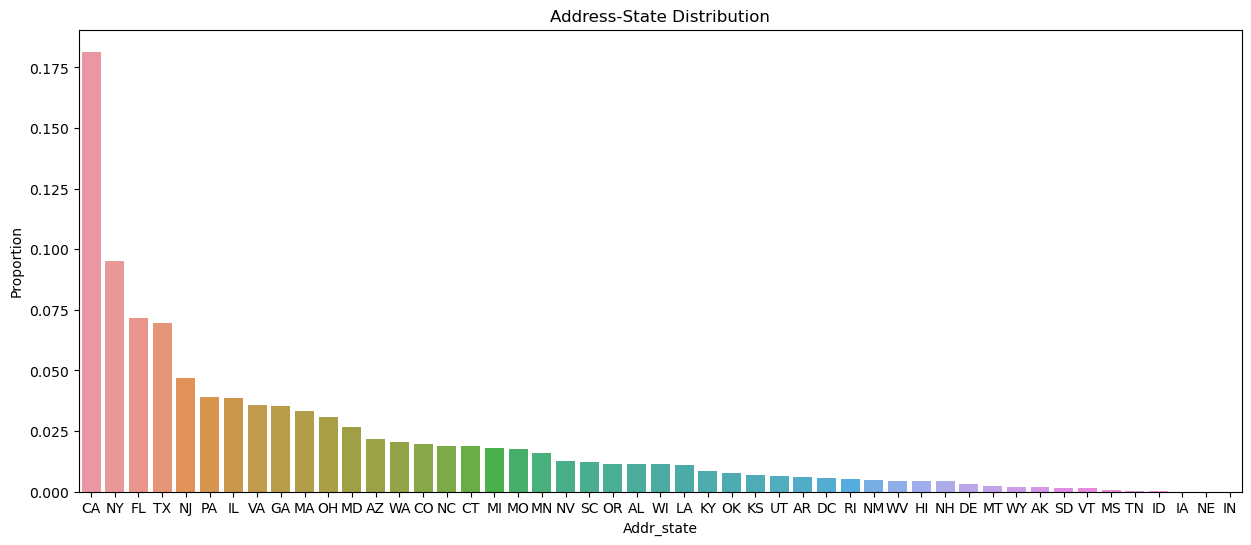 Address-State Distribution
0.175
0.150
0.125
0.100
0.075
0.050
0.025
0.000
Proportion
CA NY FL TX NJ PA IL VA GA MA OH MD AZ WA CO NC CT MI MO MN NV SC OR AL WI LA KY OK KS UT AR DC RI NM WV HI NH DE MT WY AK SD VT MS TN ID IA NE IN
Addr_state